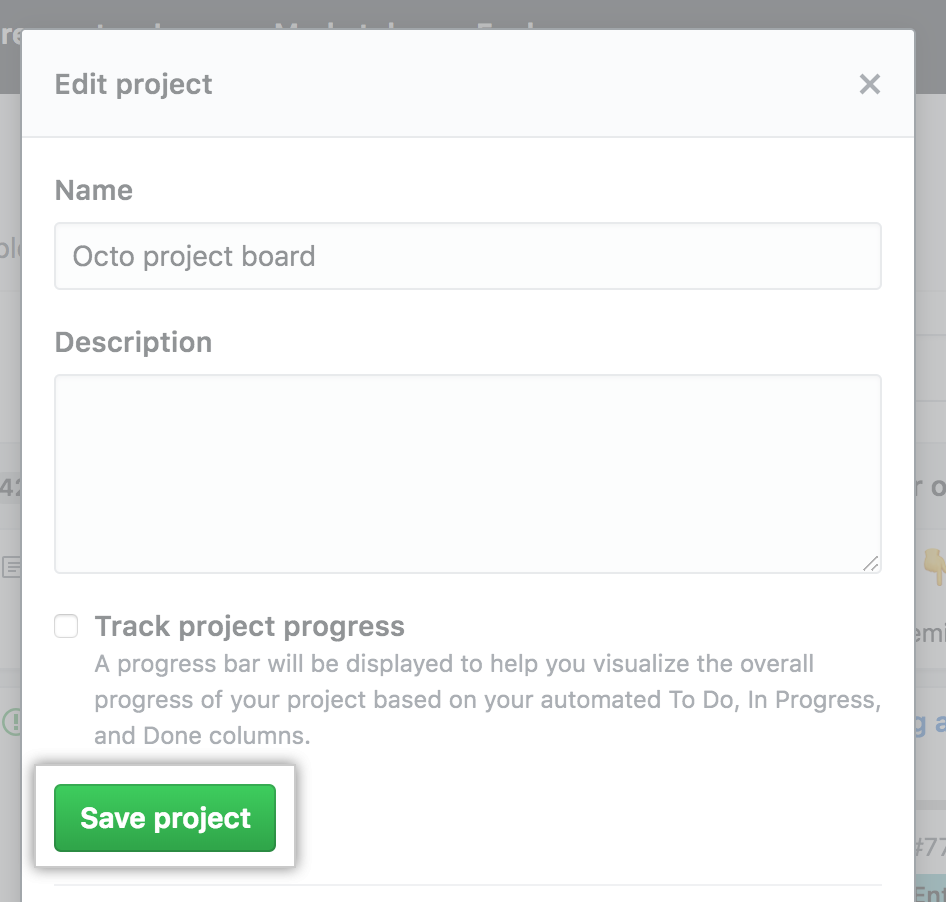 Edit project
Name
Octo project board
Description
Track project progress
A progress bar will be displayed to help you visualize the overall
progress of your project based on your automated To Do, In Progress,
and Done columns.
Save project